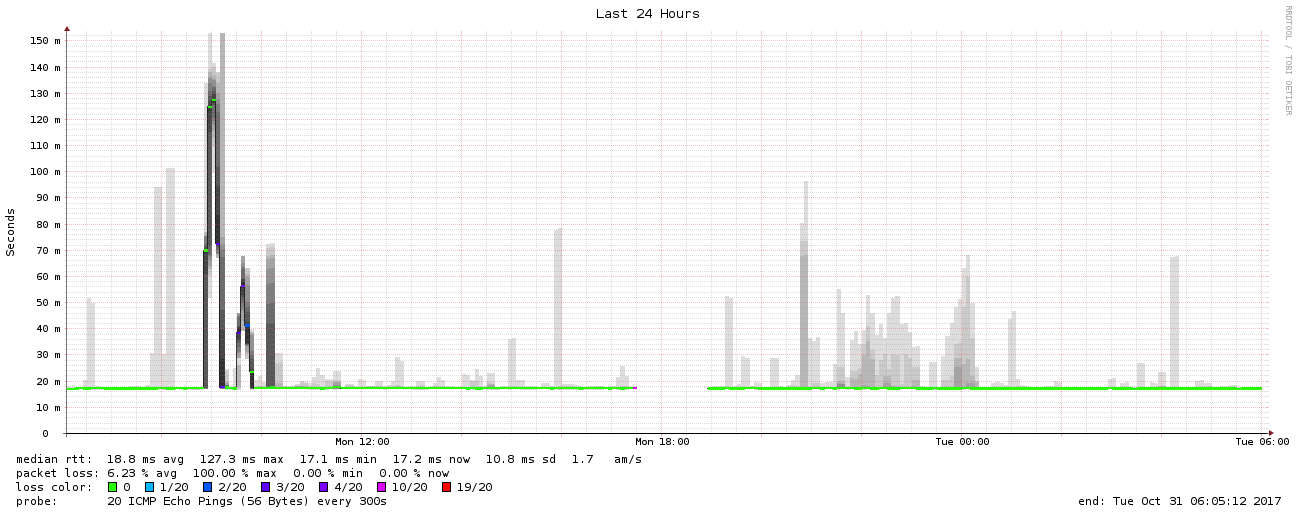 Last 24 Hours
RRDTOOL / TOBI OETIKER
Seconds
150 m
140 m
130 m
120 m
110 m
100 m
90 m
80 m
70 m
60 m
50 m
40 m
30 m
20 m
10 m
0
Mon 12:00 Mon 18:00 Tue 00:00 Tue 06:00
median rtt: 18.8 ms avg 127.3 ms max 17.1 ms min 17.2 ms now 10.8 ms sd 1.7 am/s
packet loss: 6.23 % avg 100.00 % max 0.00 % min 0.00 % now
loss color: 0 1/20 2/20 3/20 4/20 10/20 19/20
probe: 20 ICMP Echo Pings (56 Bytes) every 300s end: Tue Oct 31 06:05:12 2017